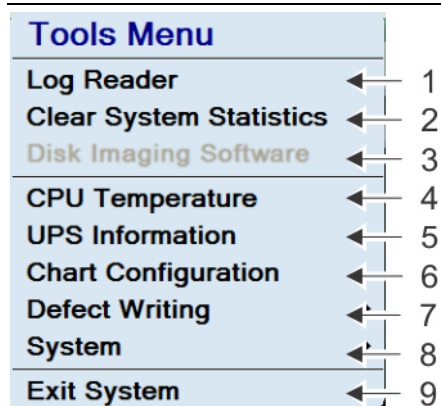 Tools Menu
Log Reader 1
Clear System Statistics 2
Disk Imaging Software 3
CPU Temperature 4
UPS Information 5
Chart Configuration 6
Defect Writing 7
System 8
Exit System 9